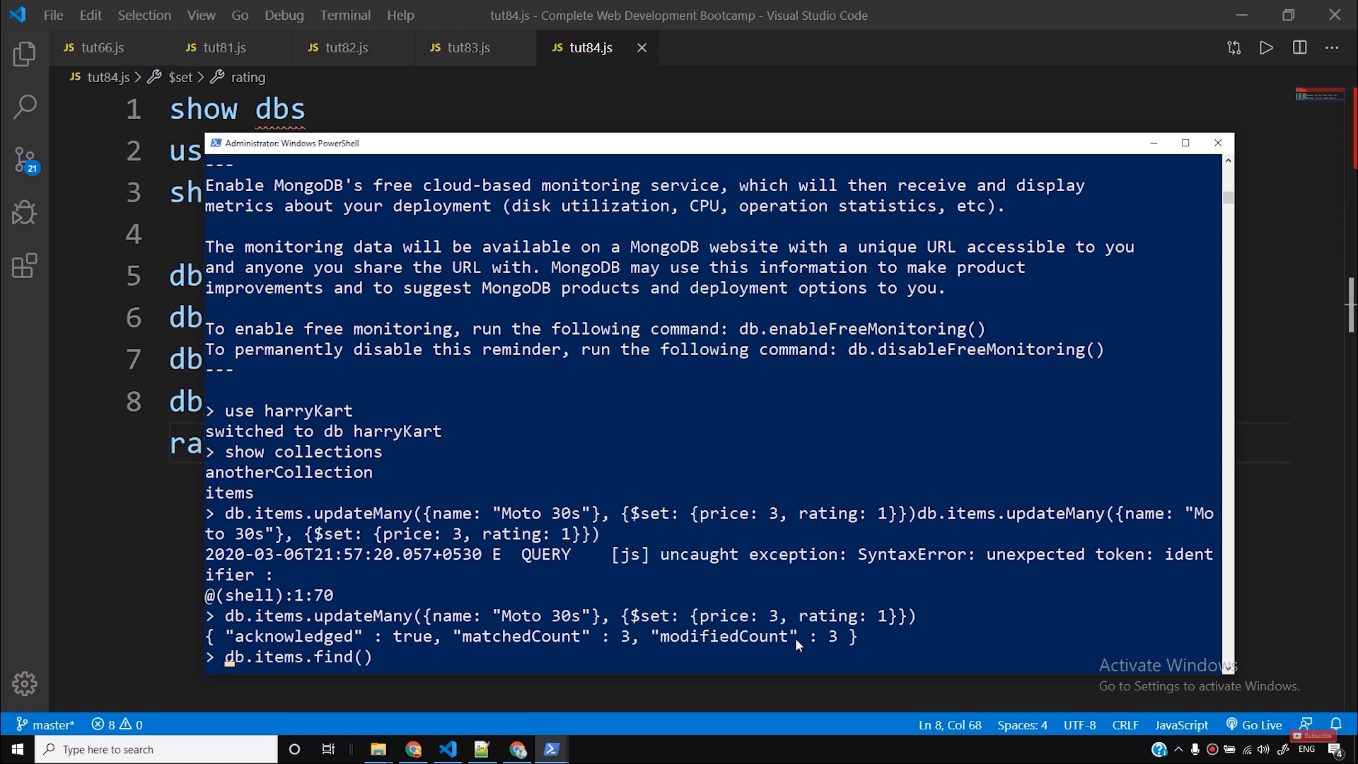 File Edit Selection View Go Debug Terminal Help tut84.js - Complete Web Development Bootcamp - Visual Studio Code
JS tut66.js JS tut81.js JS tut82.js JS tut83.js JS tut84.js
JS tut84.js > $set > rating
1 show dbs
2 us
3 sh
4
5 db
6 db
7 db
8 db
ra
Administrator: Windows PowerShell
---
Enable MongoDB's free cloud-based monitoring service, which will then receive and display
metrics about your deployment (disk utilization, CPU, operation statistics, etc).
The monitoring data will be available on a MongoDB website with a unique URL accessible to you
and anyone you share the URL with. MongoDB may use this information to make product
improvements and to suggest MongoDB products and deployment options to you.
To enable free monitoring, run the following command: db.enableFreeMonitoring()
To permanently disable this reminder, run the following command: db.disableFreeMonitoring()
---
> use harryKart
switched to db harryKart
> show collections
anotherCollection
items
> db.items.updateMany({name: "Moto 30s"}, {$set: {price: 3, rating: 1}})db.items.updateMany({name: "Mo
to 30s"}, {$set: {price: 3, rating: 1}})
2020-03-06T21:57:20.057+0530 E  QUERY    [js] uncaught exception: SyntaxError: unexpected token: ident
ifier :
@(shell):1:70
> db.items.updateMany({name: "Moto 30s"}, {$set: {price: 3, rating: 1}})
{ "acknowledged" : true, "matchedCount" : 3, "modifiedCount" : 3 }
> db.items.find()
Activate Windows
Go to Settings to activate Windows.
21
master* 8 0 Ln 8, Col 68 Spaces: 4 UTF-8 CRLF JavaScript Go Live
Subscribe
Type here to search ENG 4